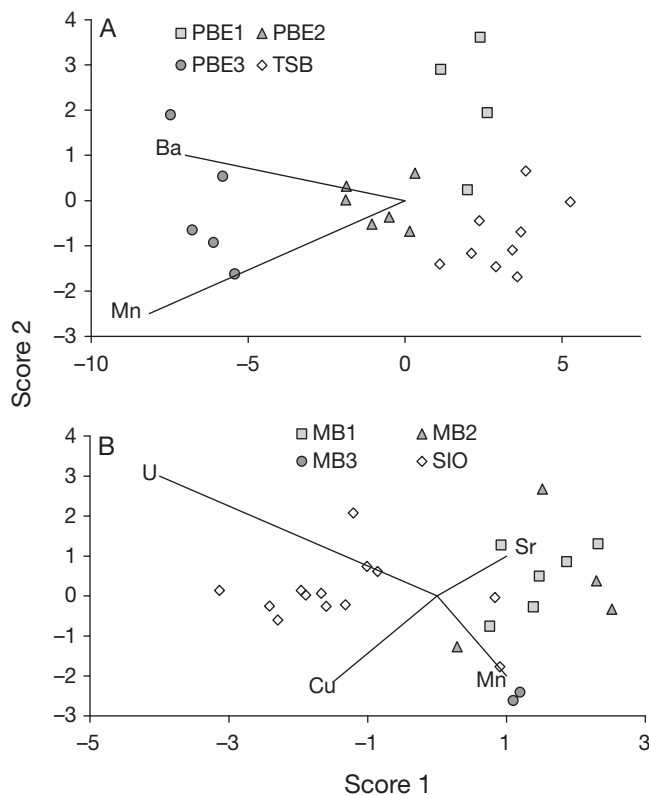 A
PBE1 PBE2
PBE3 TSB
4
3
2
1
0
–1
–2
–3
Ba
Mn
–10 –5 0 5
Score 2
B
MB1 MB2
MB3 SIO
4
3
2
1
0
–1
–2
–3
U
Sr
Cu
Mn
–5 –3 –1 1 3
Score 1